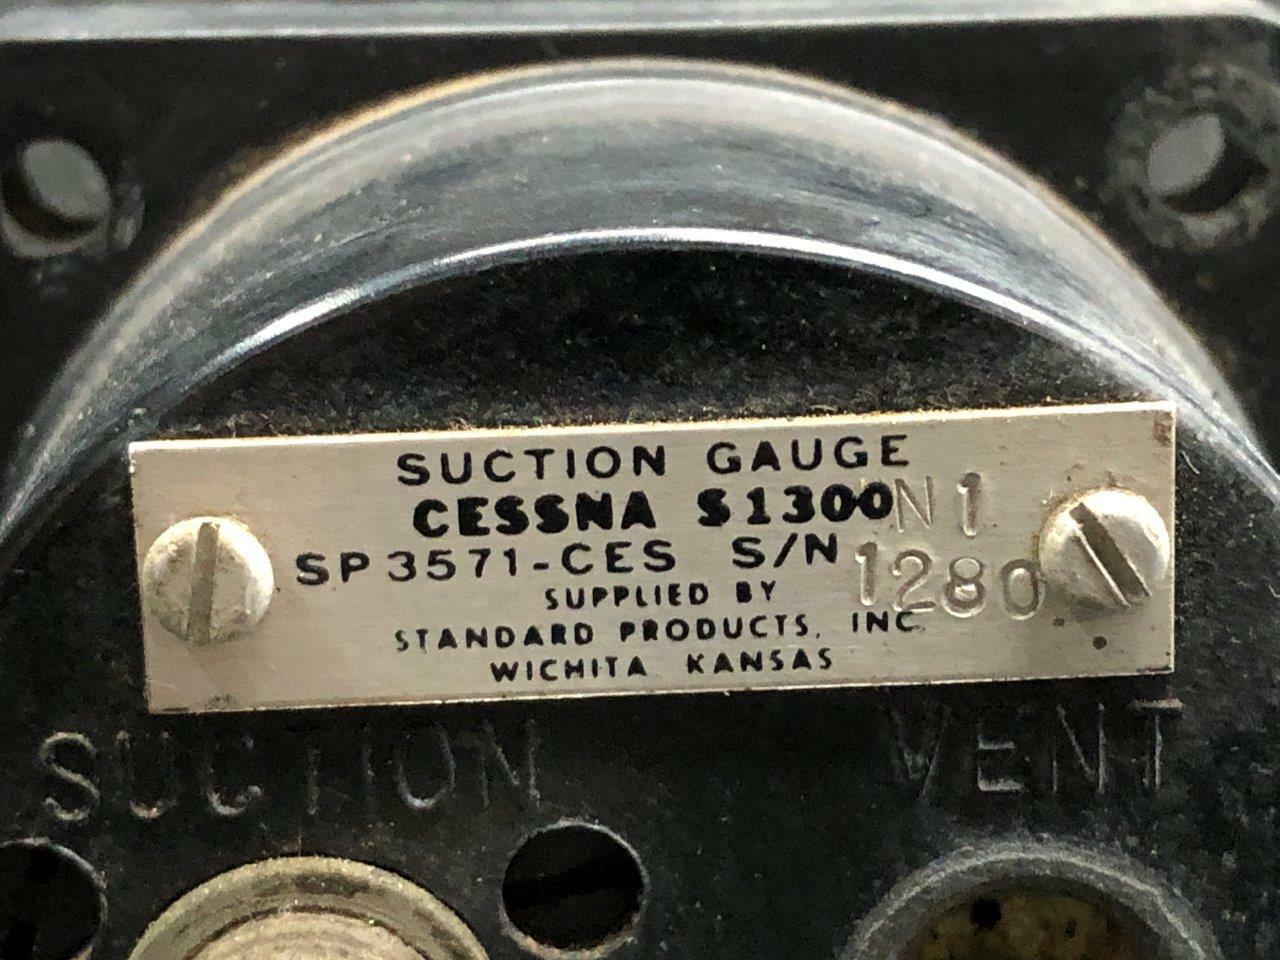 SUCTION GAUGE
CESSNA S1300N1
SP3571-CES S/N 1280
SUPPLIED BY
STANDARD PRODUCTS, INC.
WICHITA KANSAS
SUCTION VENT